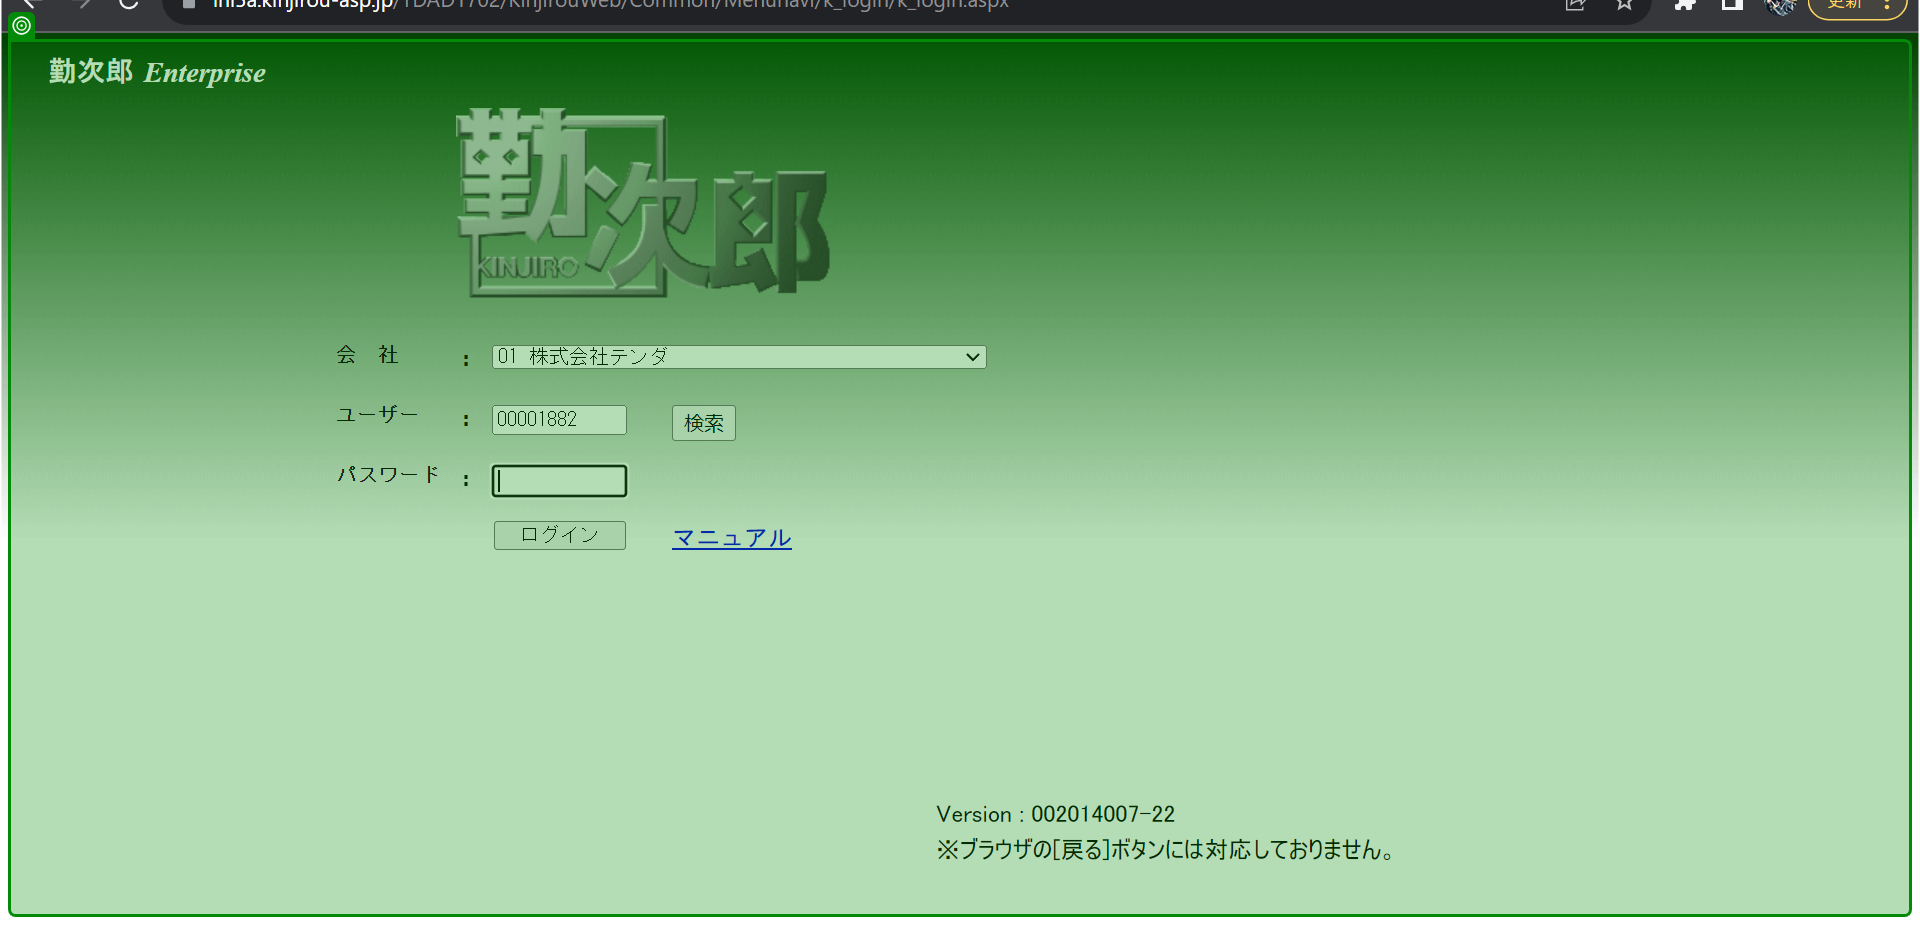 ini3a.kinjirou-asp.jp/1DAD1702/KinjirouWeb/Common/Menunavi/k_login/k_login.aspx
更新
勤次郎 Enterprise
勤次郎
KINJIRO
会 社 : 01 株式会社テンダ
ユーザー : 00001882 検索
パスワード :
ログイン マニュアル
Version : 002014007-22
※ブラウザの[戻る]ボタンには対応しておりません。